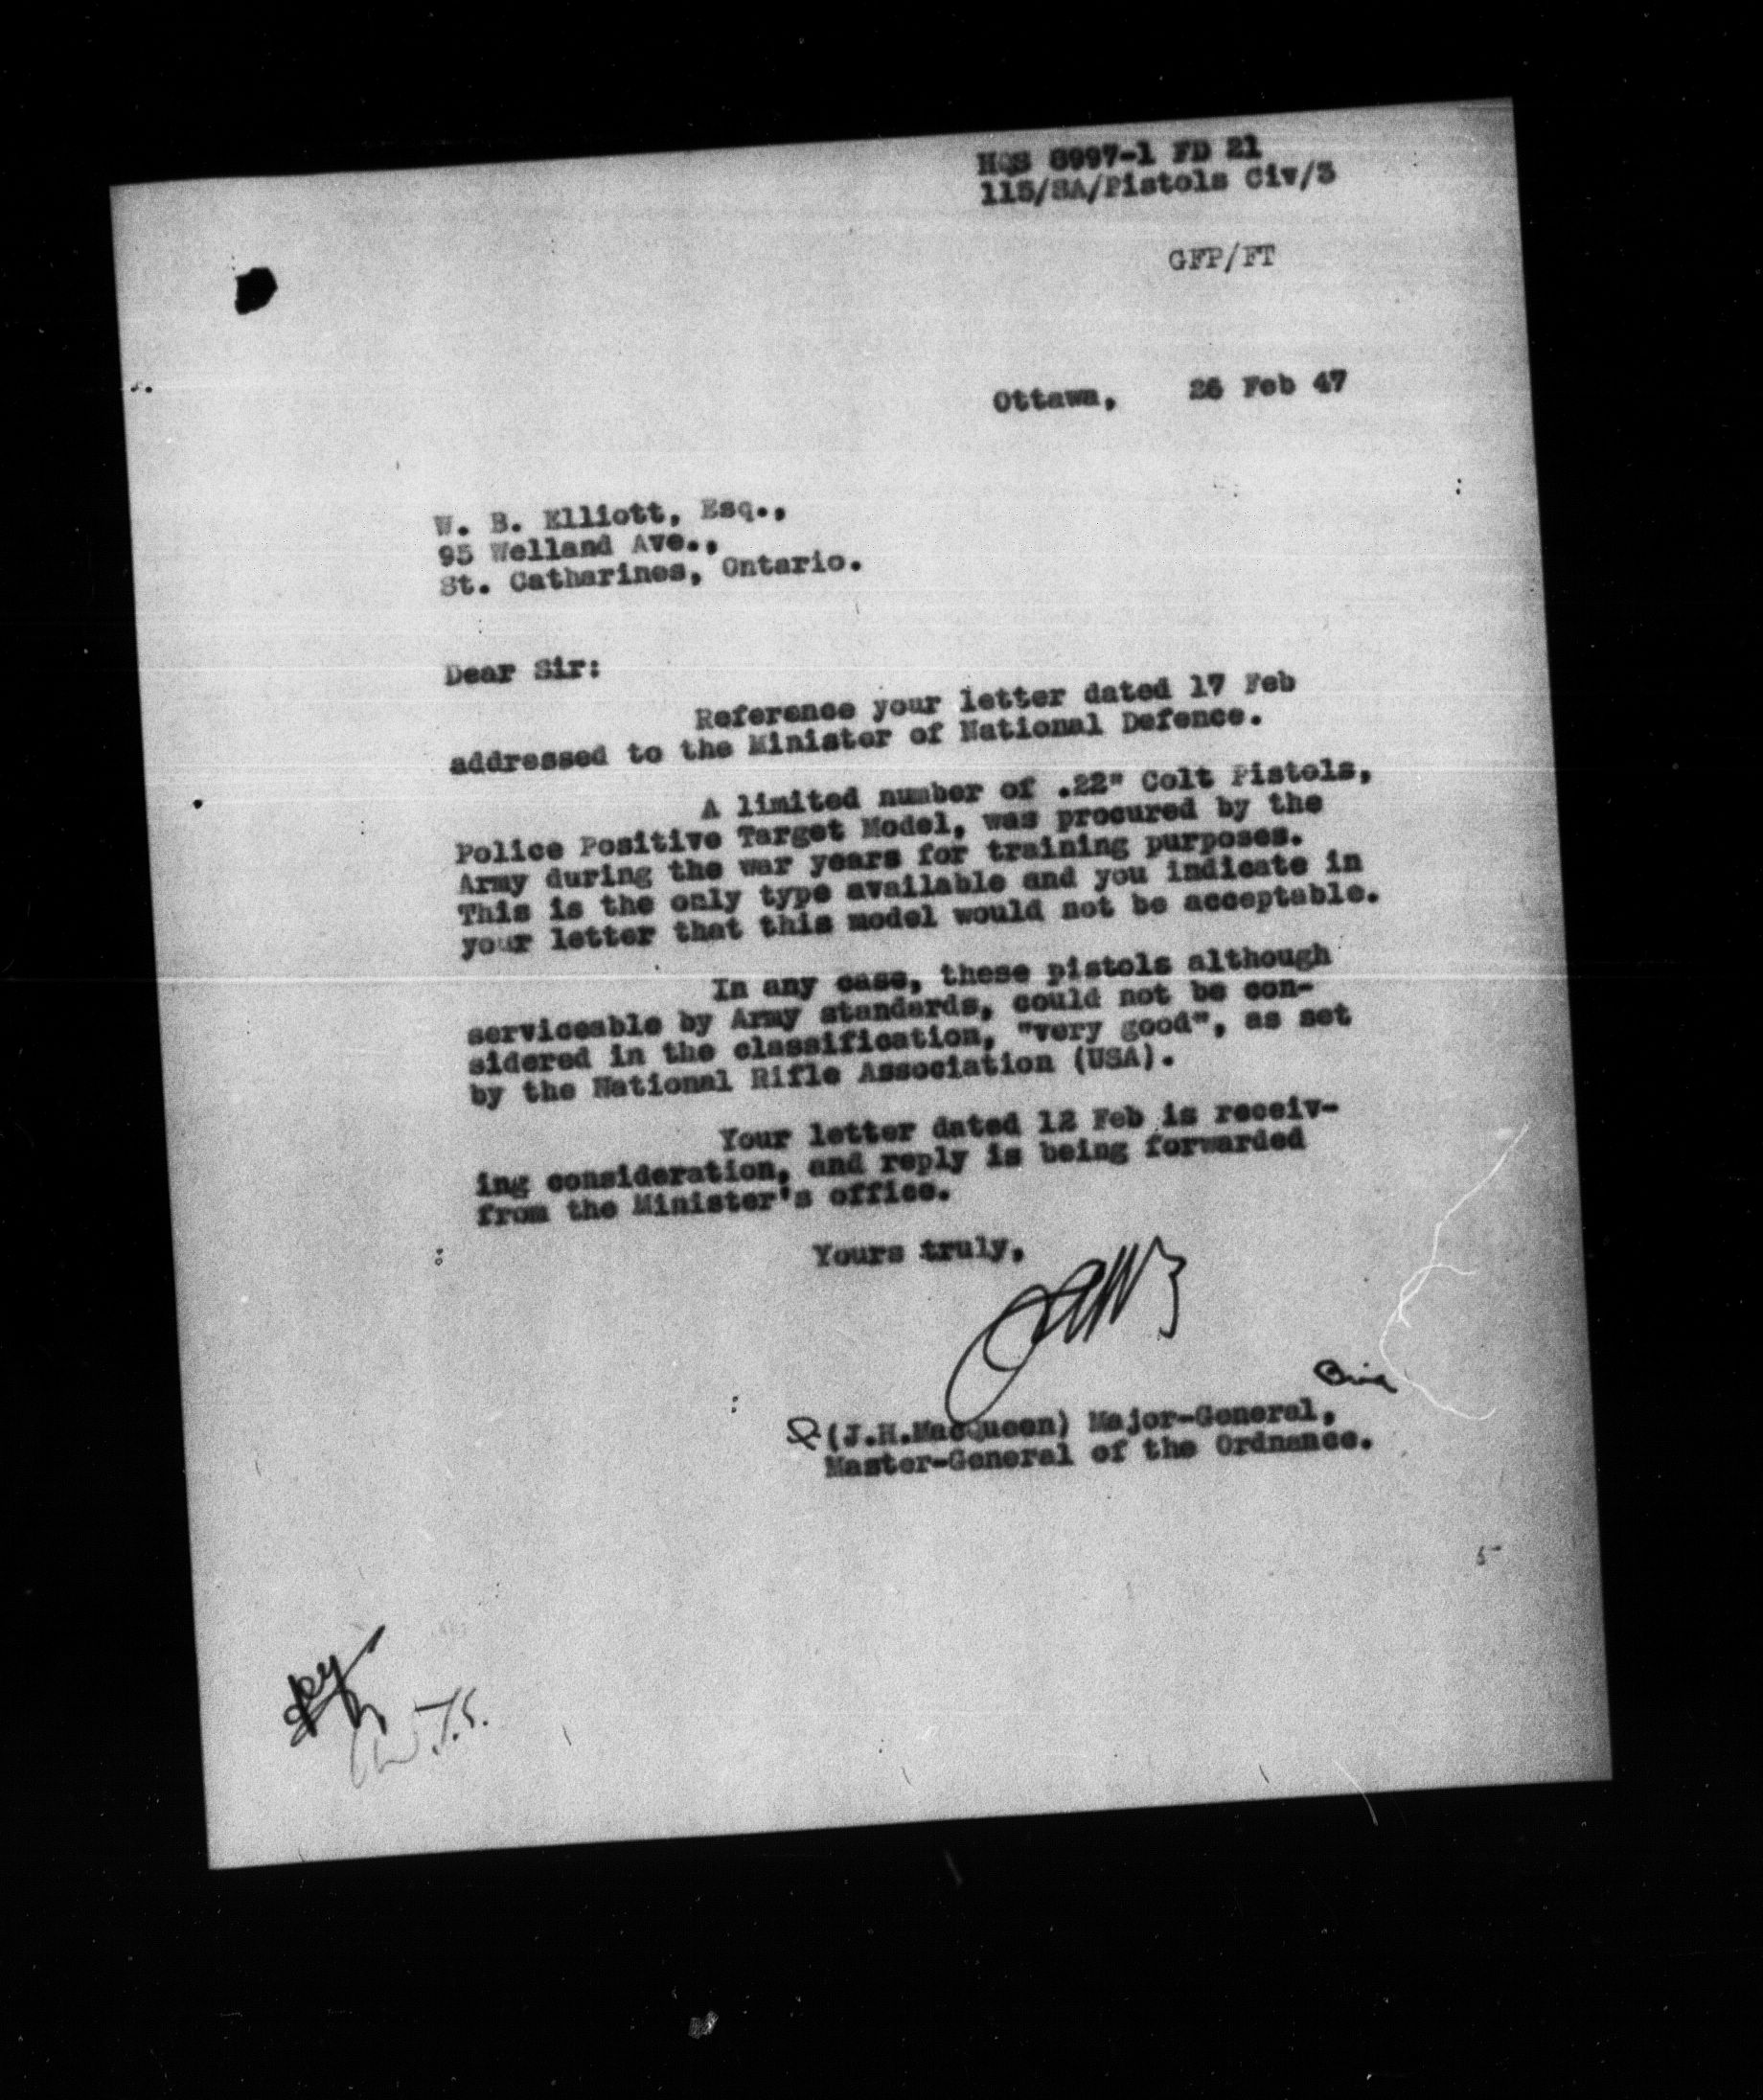 HQS 8997-1 FD 21
115/SA/Pistols Civ/3
GFP/FT
Ottawa, 26 Feb 47
W. B. Elliott, Esq.,
95 Welland Ave.,
St. Catharines, Ontario.
Dear Sir:
Reference your letter dated 17 Feb
addressed to the Minister of National Defence.
A limited number of .22" Colt Pistols,
Police Positive Target Model, was procured by the
Army during the war years for training purposes.
This is the only type available and you indicate in
your letter that this model would not be acceptable.
In any case, these pistols although
serviceable by Army standards, could not be con-
sidered in the classification, "very good", as set
by the National Rifle Association (USA).
Your letter dated 12 Feb is receiv-
ing consideration, and reply is being forwarded
from the Minister's office.
Yours truly,
(J.H.MacQueen) Major-General,
Master-General of the Ordnance.